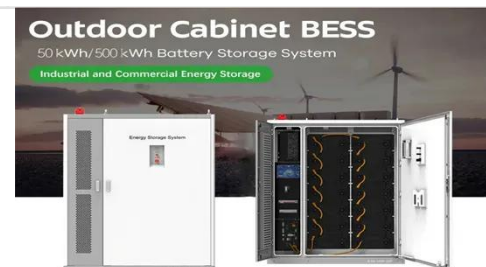 Outdoor Cabinet BESS
50 kWh/500 kWh Battery Storage System
Industrial and Commercial Energy Storage
Energy Storage System